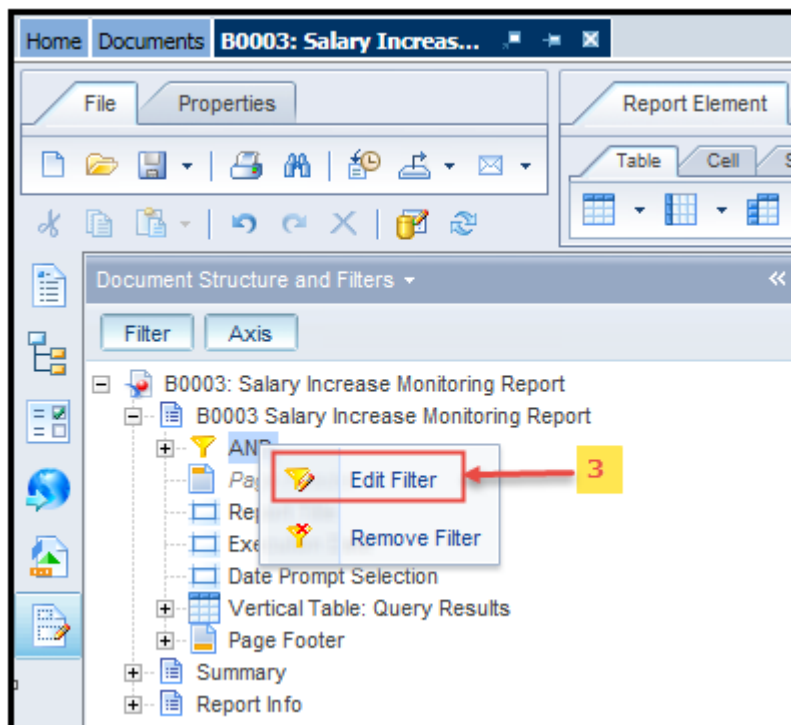 Home Documents B0003: Salary Increas...
File Properties Report Element
Table Cell
Document Structure and Filters
Filter Axis
B0003: Salary Increase Monitoring Report
B0003 Salary Increase Monitoring Report
AND
Edit Filter 3
Remove Filter
Date Prompt Selection
Vertical Table: Query Results
Page Footer
Summary
Report Info